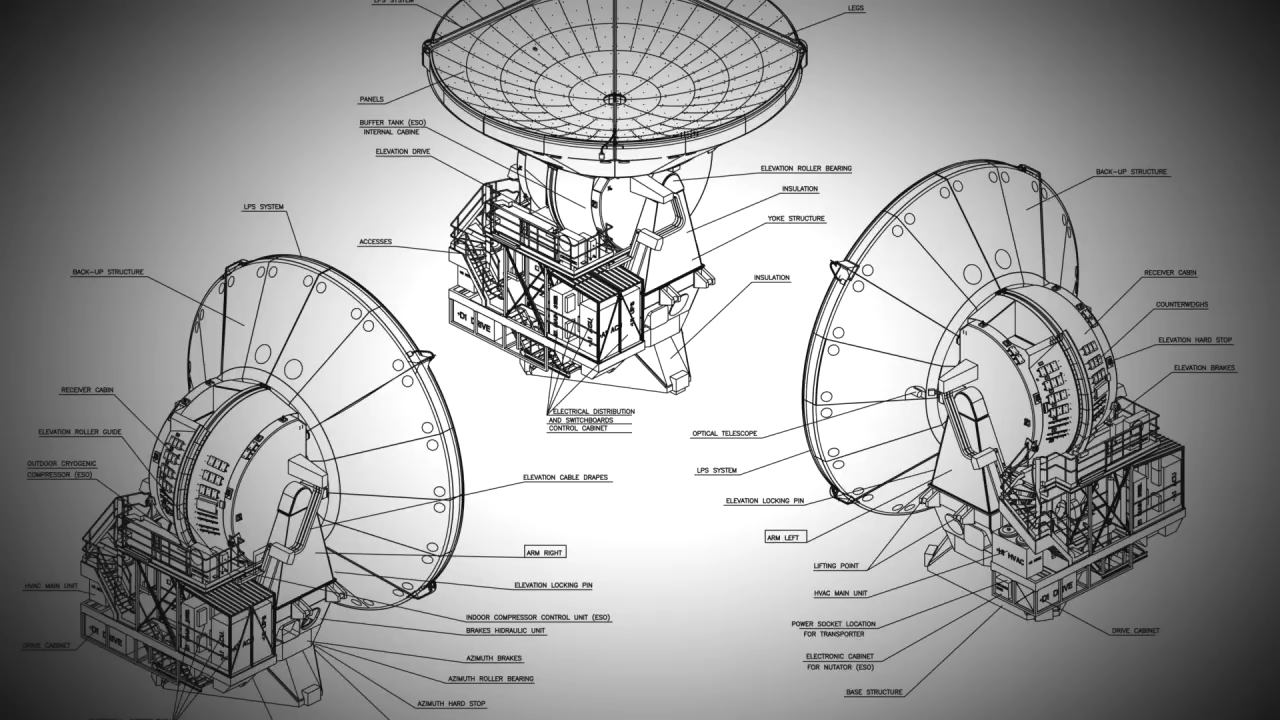 LPS SYSTEM
LEGS
PANELS
BUFFER TANK (ESO)
INTERNAL CABINE
ELEVATION DRIVE
ACCESSES
ELEVATION ROLLER BEARING
INSULATION
YOKE STRUCTURE
INSULATION
ELECTRICAL DISTRIBUTION
AND SWITCHBOARDS
CONTROL CABINET
LPS SYSTEM
BACK-UP STRUCTURE
RECEIVER CABIN
ELEVATION ROLLER GUIDE
OUTDOOR CRYOGENIC
COMPRESSOR (ESO)
HVAC MAIN UNIT
DRIVE CABINET
ELEVATION CABLE DRAPES
ARM RIGHT
ELEVATION LOCKING PIN
INDOOR COMPRESSOR CONTROL UNIT (ESO)
BRAKES HIDRAULIC UNIT
AZIMUTH BRAKES
AZIMUTH ROLLER BEARING
AZIMUTH HARD STOP
BACK-UP STRUCTURE
RECEIVER CABIN
COUNTERWEIGHS
ELEVATION HARD STOP
ELEVATION BRAKES
OPTICAL TELESCOPE
LPS SYSTEM
ELEVATION LOCKING PIN
ARM LEFT
LIFTING POINT
HVAC MAIN UNIT
POWER SOCKET LOCATION
FOR TRANSPORTER
ELECTRONIC CABINET
FOR NUTATOR (ESO)
BASE STRUCTURE
DRIVE CABINET
HVAC